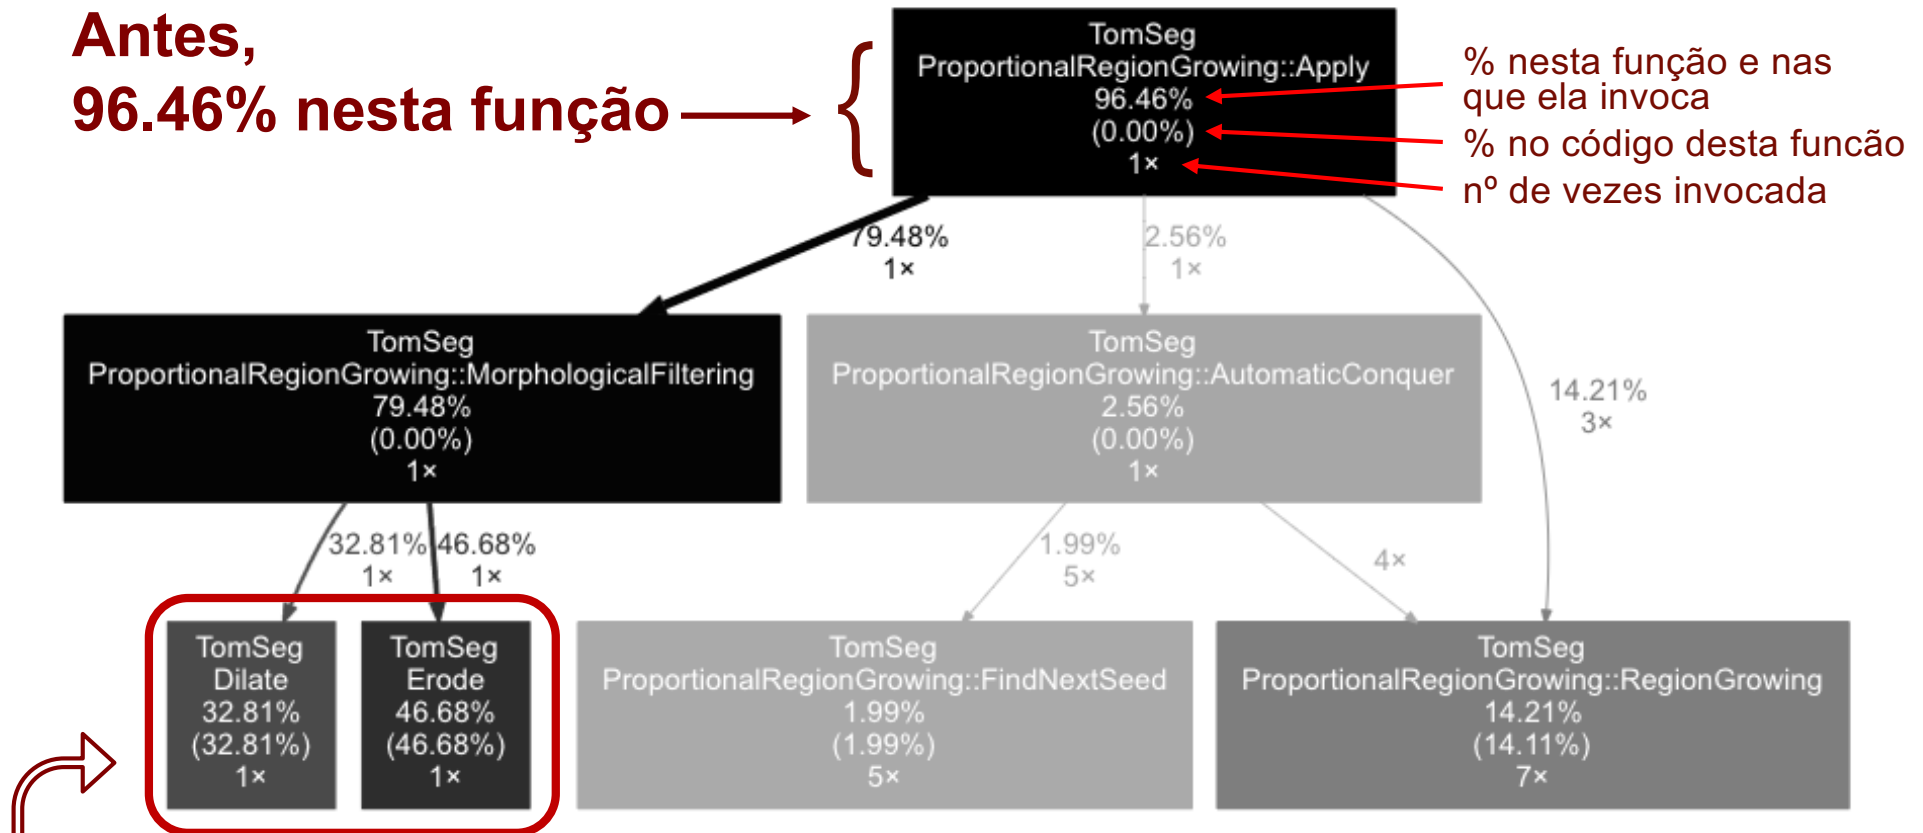 Antes,
96.46% nesta função
TomSeg
ProportionalRegionGrowing::Apply
96.46%
(0.00%)
1×
% nesta função e nas
que ela invoca
% no código desta funcão
nº de vezes invocada
79.48%
1×
2.56%
1×
14.21%
3×
TomSeg
ProportionalRegionGrowing::MorphologicalFiltering
79.48%
(0.00%)
1×
TomSeg
ProportionalRegionGrowing::AutomaticConquer
2.56%
(0.00%)
1×
32.81%
1×
46.68%
1×
1.99%
5×
4×
TomSeg
Dilate
32.81%
(32.81%)
1×
TomSeg
Erode
46.68%
(46.68%)
1×
TomSeg
ProportionalRegionGrowing::FindNextSeed
1.99%
(1.99%)
5×
TomSeg
ProportionalRegionGrowing::RegionGrowing
14.21%
(14.11%)
7×